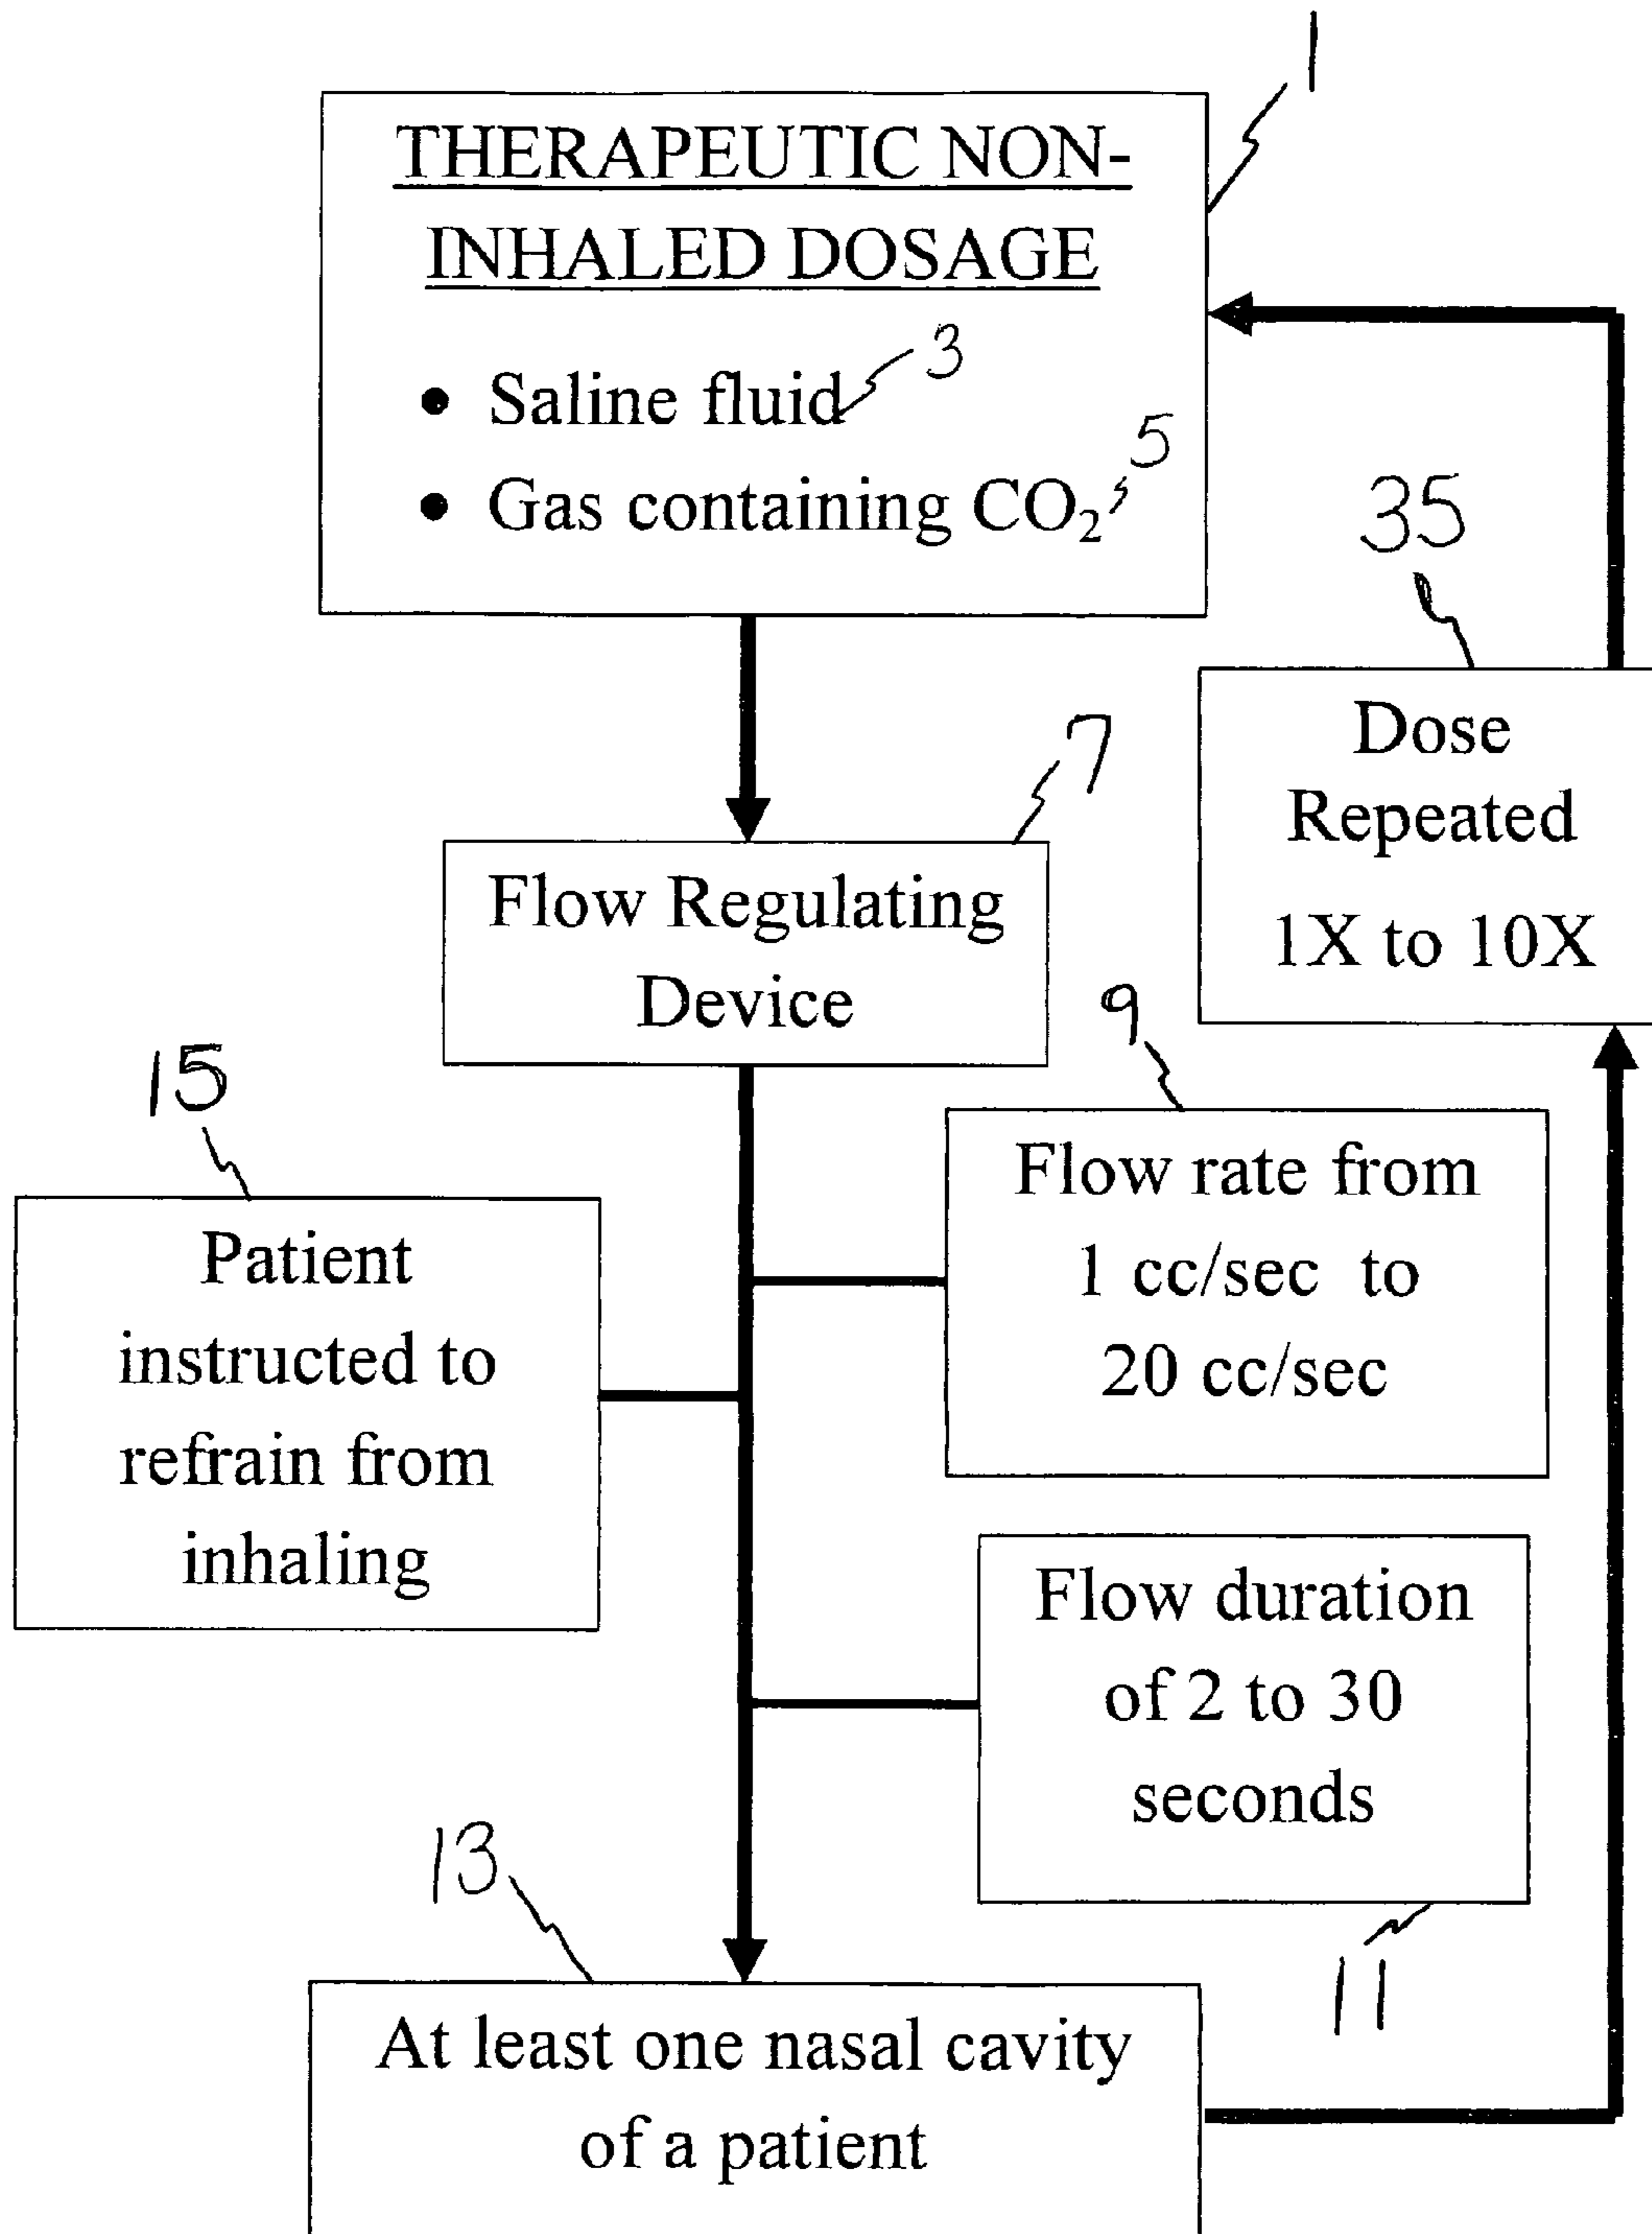 1
THERAPEUTIC NON-
INHALED DOSAGE
• Saline fluid 3
• Gas containing CO₂ 5
35
Dose
Repeated
1X to 10X
7
Flow Regulating
Device
9
Flow rate from
1 cc/sec to
20 cc/sec
15
Patient
instructed to
refrain from
inhaling
Flow duration
of 2 to 30
seconds
11
13
At least one nasal cavity
of a patient